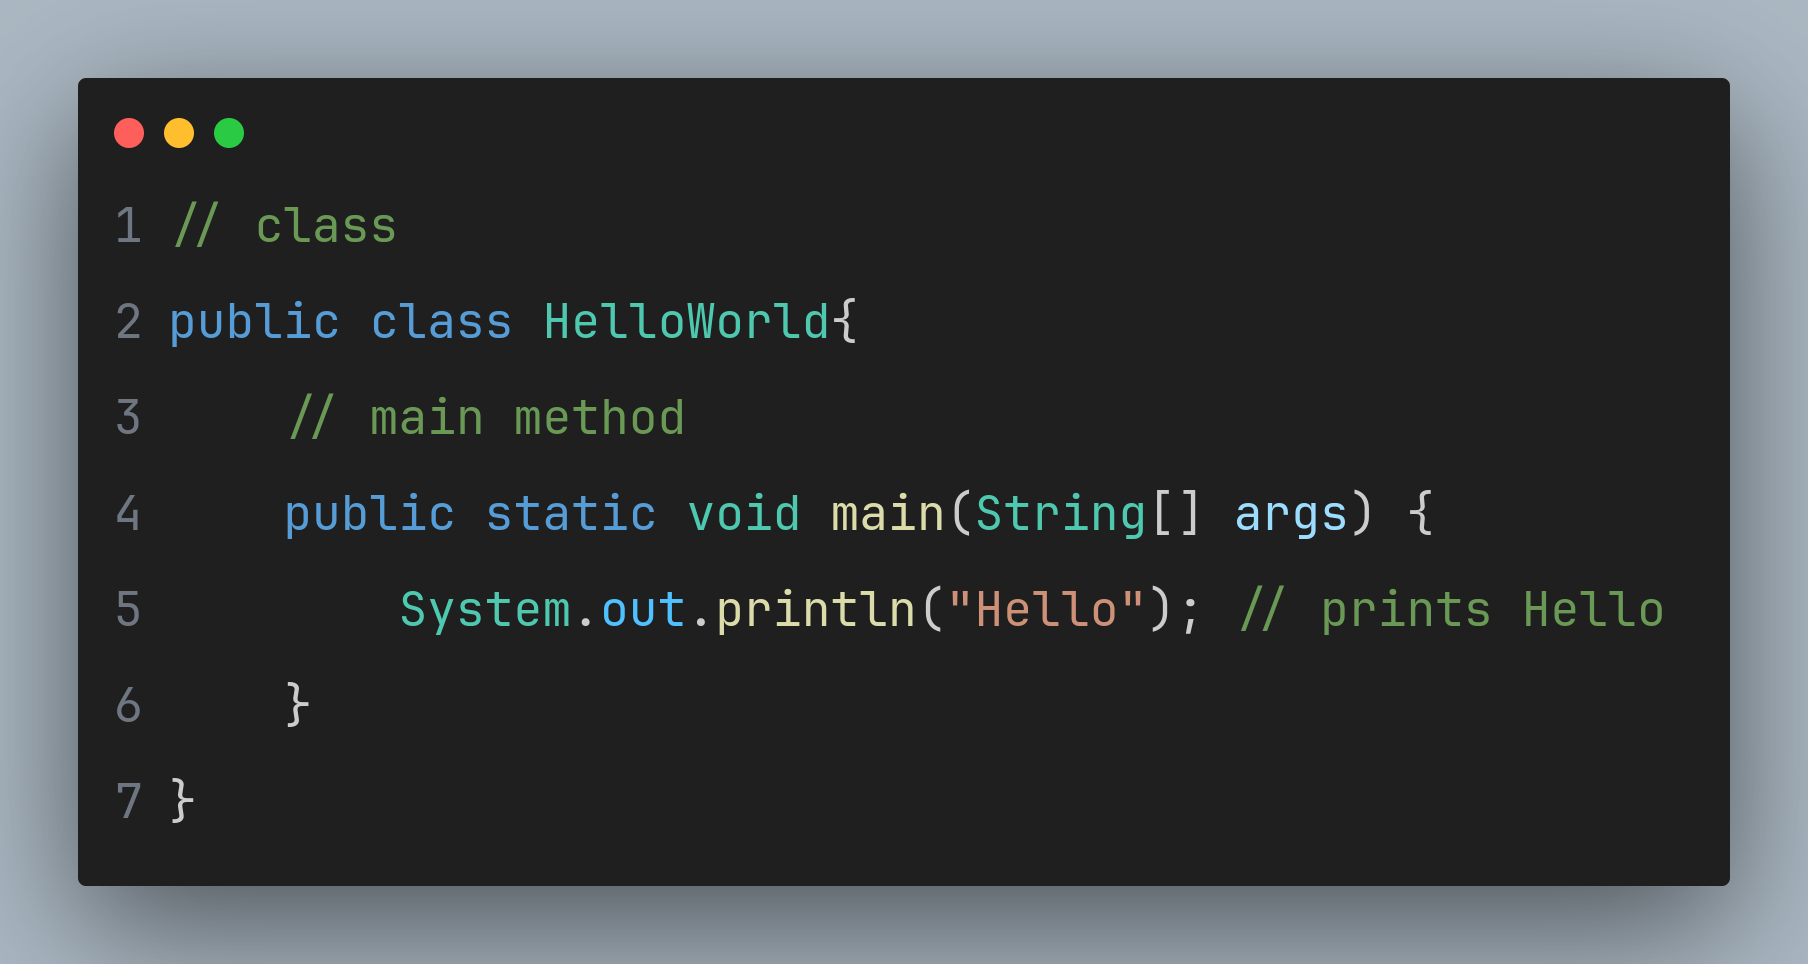 1 // class
2 public class HelloWorld{
3     // main method
4     public static void main(String[] args) {
5         System.out.println("Hello"); // prints Hello
6     }
7 }